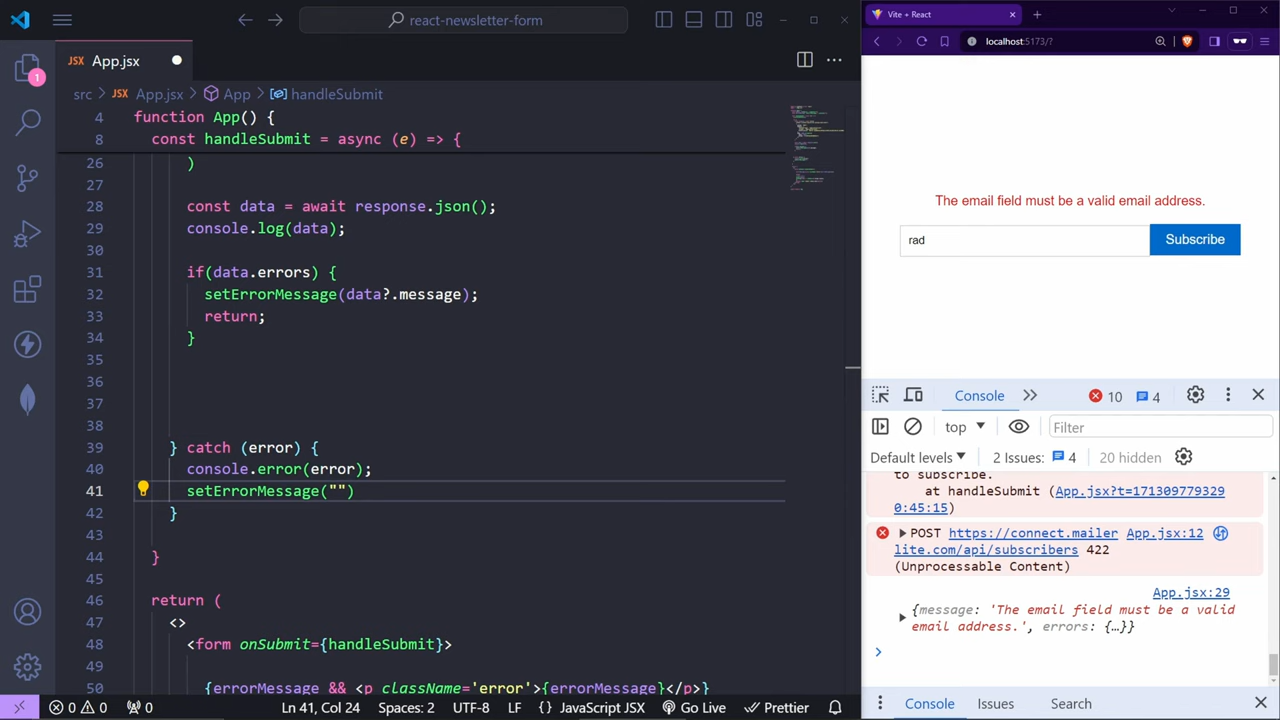 react-newsletter-form
JSX App.jsx
src > JSX App.jsx > App > handleSubmit
4 function App() {
const handleSubmit = async (e) => {
26 )
27
28 const data = await response.json();
29 console.log(data);
30
31 if(data.errors) {
32 setErrorMessage(data?.message);
33 return;
34 }
35
36
37
38
39 } catch (error) {
40 console.error(error);
41 setErrorMessage("")
42 }
43
44 }
45
46 return (
47 <>
48 <form onSubmit={handleSubmit}>
49
50 {errorMessage && <p className='error'>{errorMessage}</p>}
1
0 0 0 Ln 41, Col 24 Spaces: 2 UTF-8 LF {} JavaScript JSX Go Live Prettier
Vite + React
localhost:5173/?
The email field must be a valid email address.
rad
Subscribe
Console 10 4
top Filter
Default levels 2 Issues: 4 20 hidden
to subscribe.
at handleSubmit (App.jsx?t=171309779329
0:45:15)
POST https://connect.mailer App.jsx:12
lite.com/api/subscribers 422
(Unprocessable Content)
App.jsx:29
{message: 'The email field must be a valid
email address.', errors: {…}}
Console Issues Search